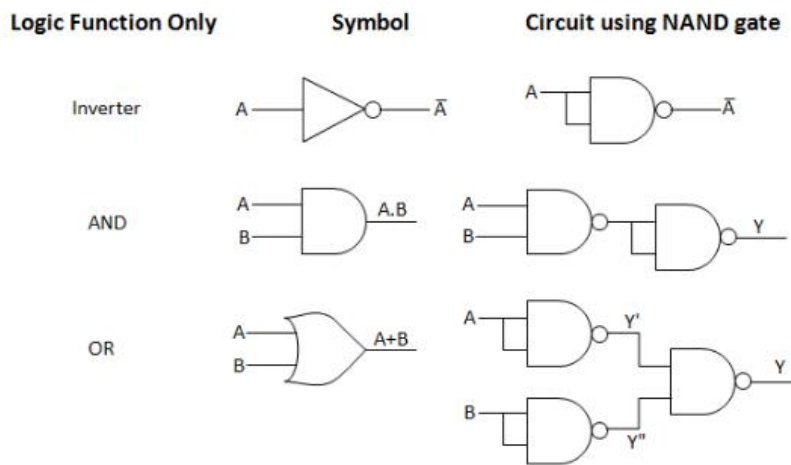 Logic Function Only Symbol Circuit using NAND gate
Inverter A A̅ A A̅
AND A B A.B A B Y
OR A B A+B A Y' B Y" Y